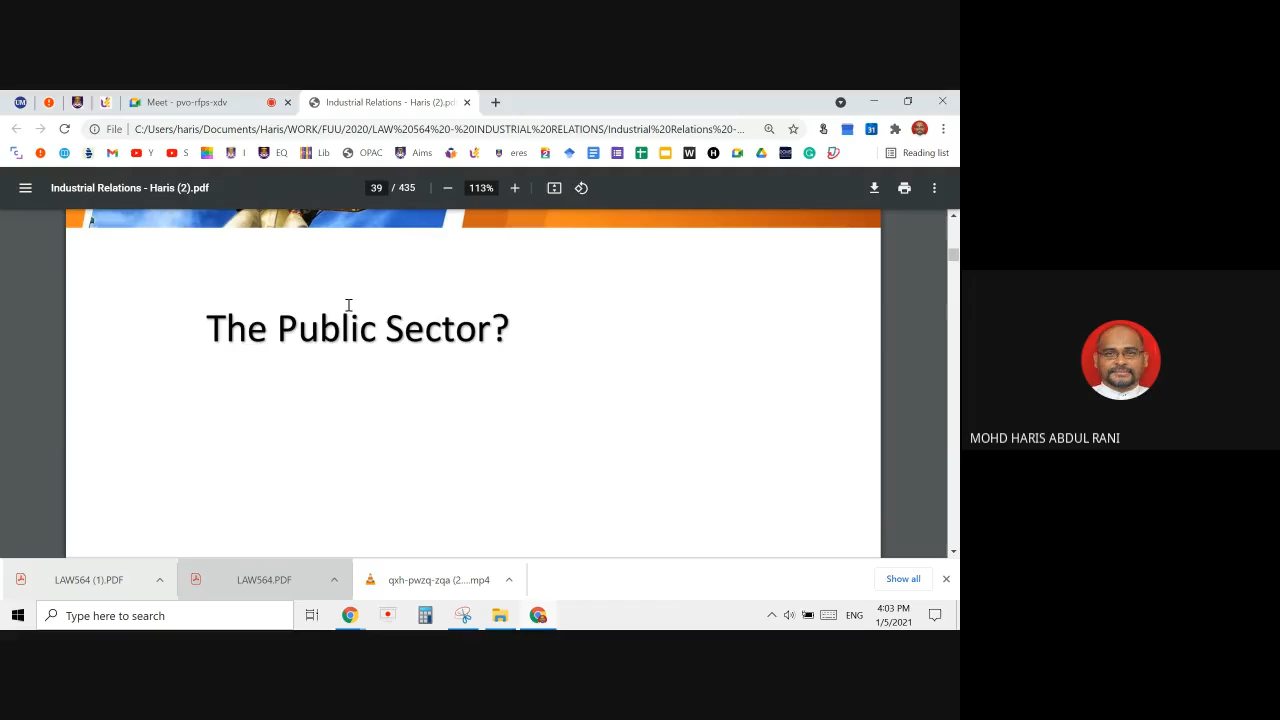 Meet - pvo-rfps-xdv
Industrial Relations - Haris (2).pd
File
C:/Users/haris/Documents/Haris/WORK/FUU/2020/LAW%20564%20-%20INDUSTRIAL%20RELATIONS/Industrial%20Relations%20-...
Y
S
I
EQ
Lib
OPAC
Aims
eres
Reading list
Industrial Relations - Haris (2).pdf
39 / 435
113%
The Public Sector?
MOHD HARIS ABDUL RANI
LAW564 (1).PDF
LAW564.PDF
qxh-pwzq-zqa (2....mp4
Show all
Type here to search
ENG
4:03 PM
1/5/2021